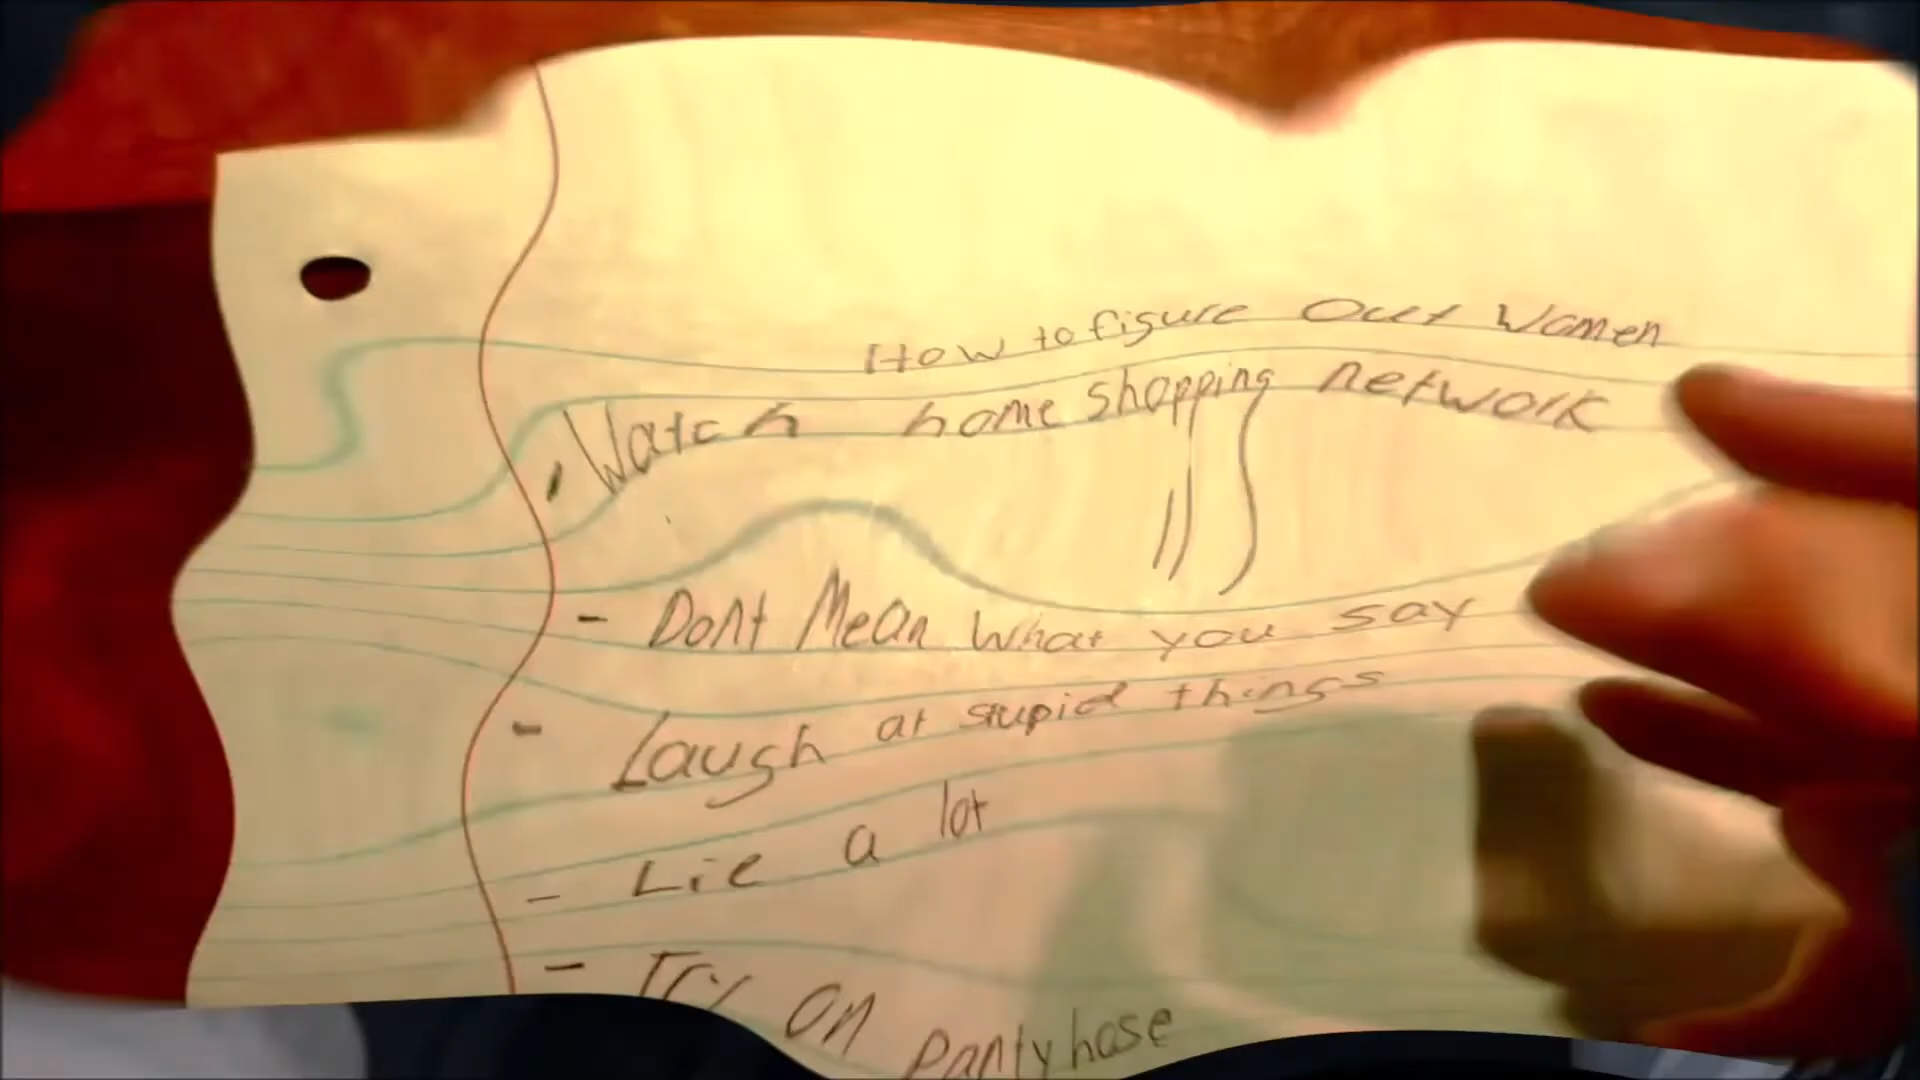 How to figure Out Women
- Watch home shopping network
- Dont Mean What you say
- Laugh at stupid things
- Lie a lot
- Try On pantyhose